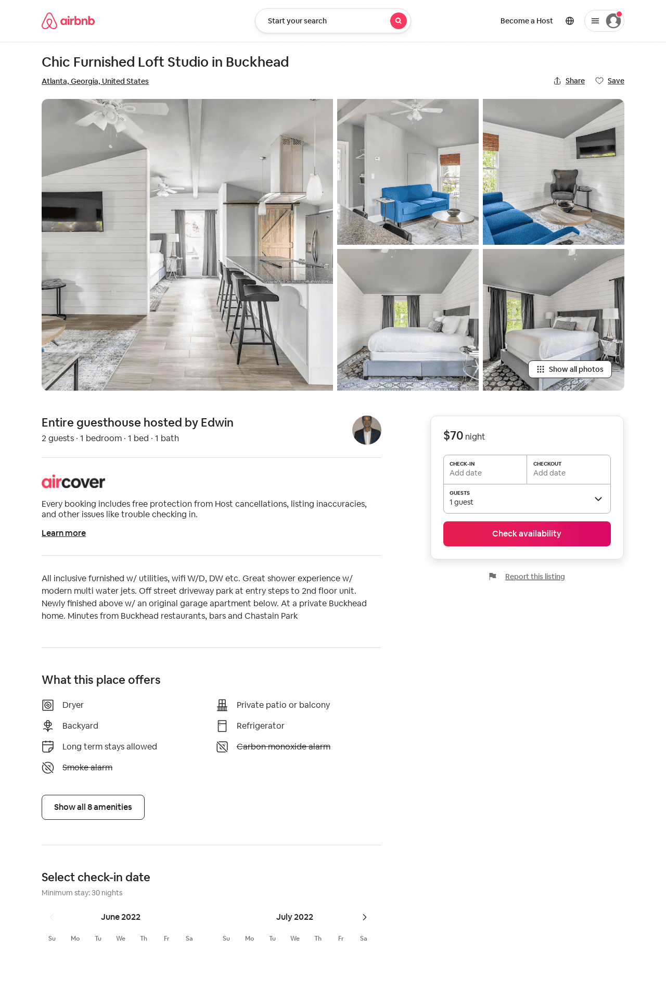 airbnb
Start your search
Become a Host
Chic Furnished Loft Studio in Buckhead
Atlanta, Georgia, United States
Share
Save
Show all photos
Entire guesthouse hosted by Edwin
2 guests · 1 bedroom · 1 bed · 1 bath
aircover
Every booking includes free protection from Host cancellations, listing inaccuracies,
and other issues like trouble checking in.
Learn more
All inclusive furnished w/ utilities, wifi W/D, DW etc. Great shower experience w/
modern multi water jets. Off street driveway park at entry steps to 2nd floor unit.
Newly finished above w/ an original garage apartment below. At a private Buckhead
home. Minutes from Buckhead restaurants, bars and Chastain Park
$70 night
CHECK-IN
Add date
CHECKOUT
Add date
GUESTS
1 guest
Check availability
Report this listing
What this place offers
Dryer
Private patio or balcony
Backyard
Refrigerator
Long term stays allowed
Carbon monoxide alarm
Smoke alarm
Show all 8 amenities
Select check-in date
Minimum stay: 30 nights
June 2022
Su Mo Tu We Th Fr Sa
July 2022
Su Mo Tu We Th Fr Sa